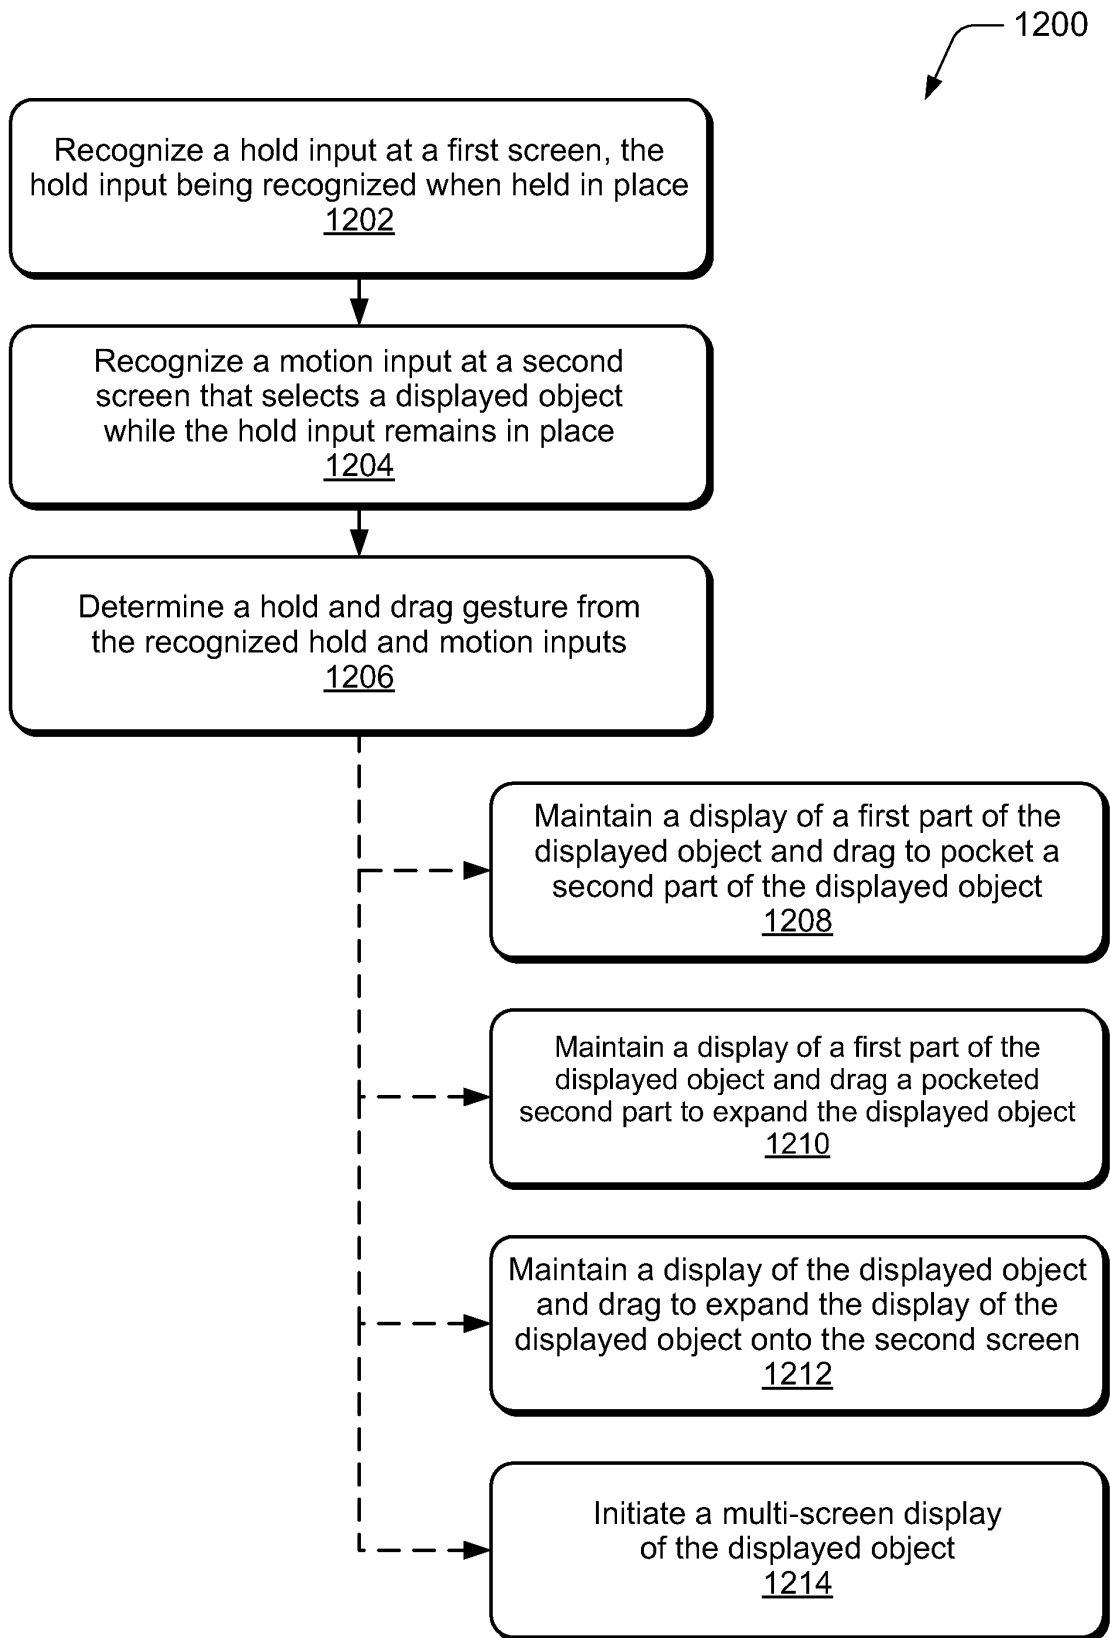 1200
Recognize a hold input at a first screen, the
hold input being recognized when held in place
1202
Recognize a motion input at a second
screen that selects a displayed object
while the hold input remains in place
1204
Determine a hold and drag gesture from
the recognized hold and motion inputs
1206
Maintain a display of a first part of the
displayed object and drag to pocket a
second part of the displayed object
1208
Maintain a display of a first part of the
displayed object and drag a pocketed
second part to expand the displayed object
1210
Maintain a display of the displayed object
and drag to expand the display of the
displayed object onto the second screen
1212
Initiate a multi-screen display
of the displayed object
1214